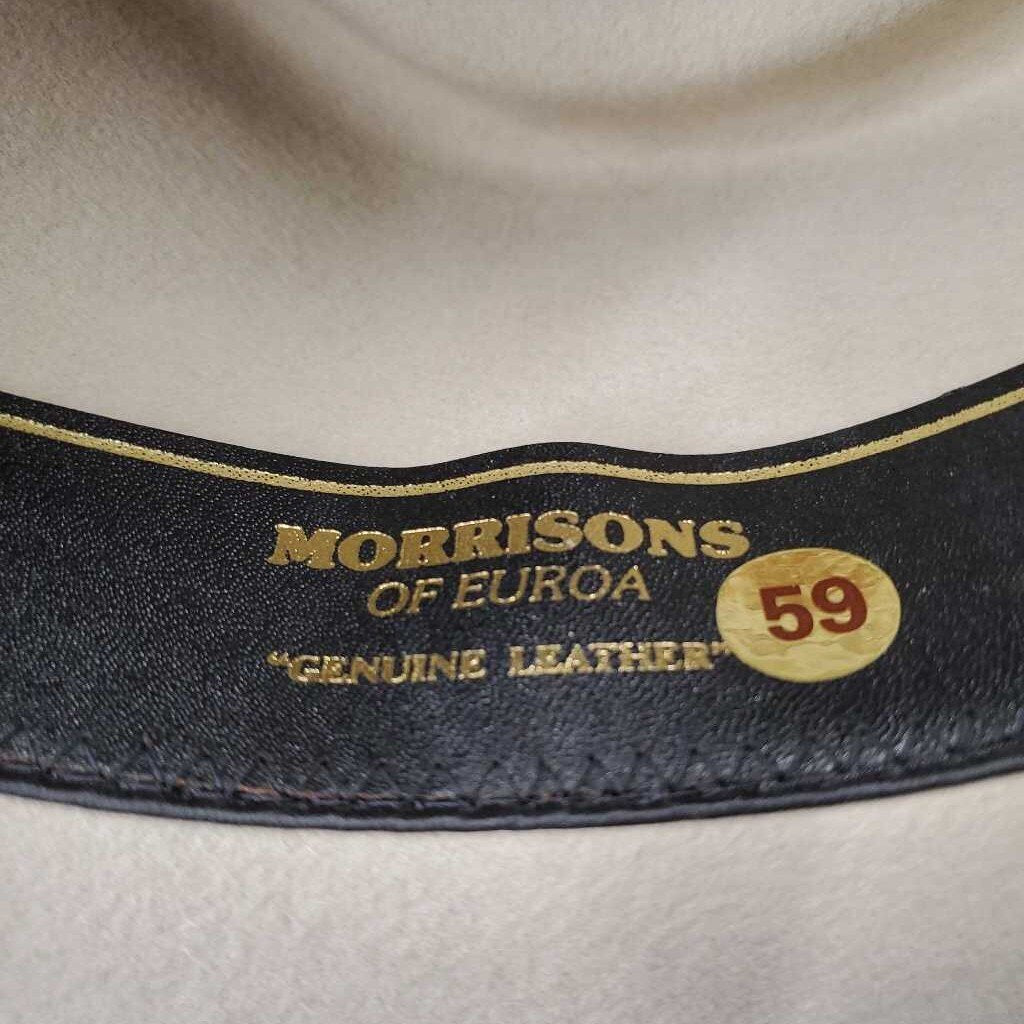 MORRISONS
OF EUROA
59
"GENUINE LEATHER"